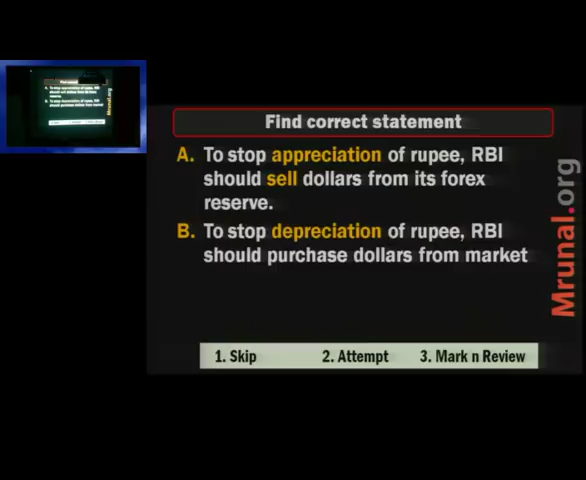 Find correct statement
A. To stop appreciation of rupee, RBI
should sell dollars from its forex
reserve.
B. To stop depreciation of rupee, RBI
should purchase dollars from market
1. Skip 2. Attempt 3. Mark n Review
Mrunal.org